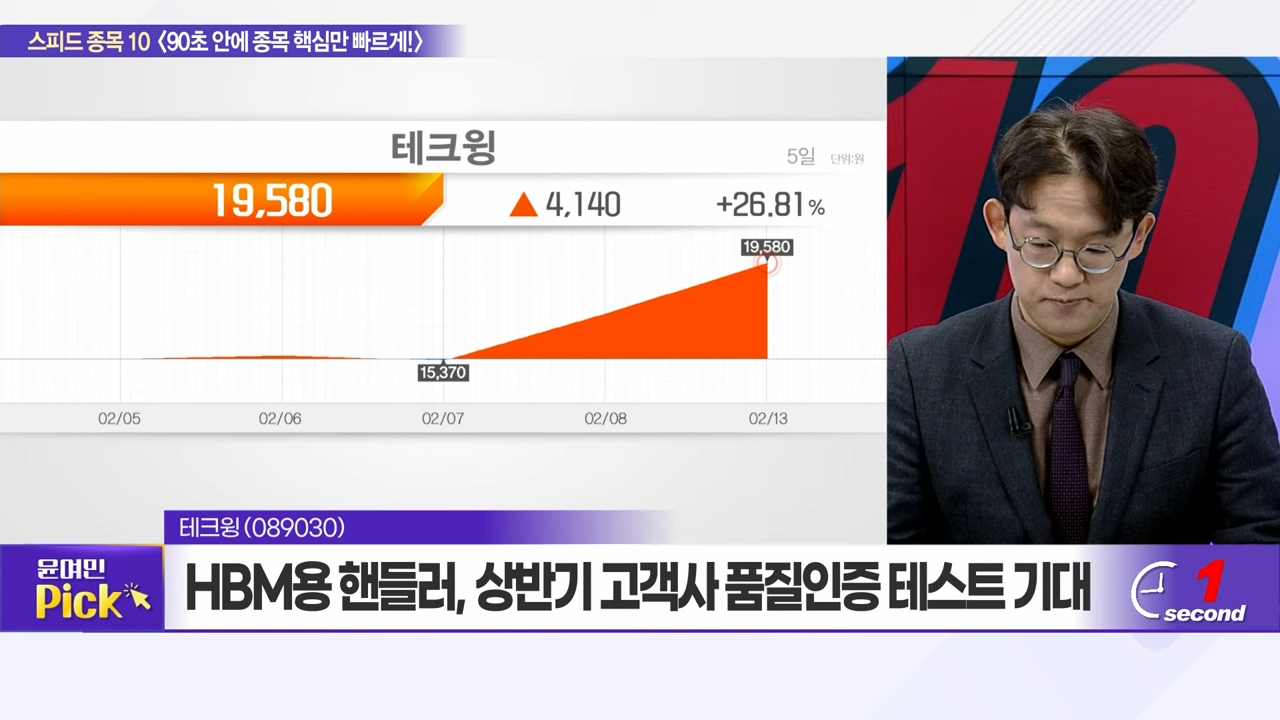 스피드 종목 10 〈90초 안에 종목 핵심만 빠르게!〉
테크윙
5일 단위:원
19,580 ▲ 4,140 +26.81%
19,580
15,370
02/05 02/06 02/07 02/08 02/13
10
테크윙(089030)
윤여민
Pick
HBM용 핸들러, 상반기 고객사 품질인증 테스트 기대
1
second